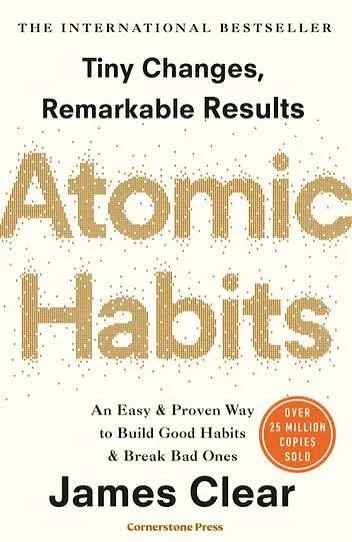 THE INTERNATIONAL BESTSELLER
Tiny Changes,
Remarkable Results
Atomic
Habits
An Easy & Proven Way
to Build Good Habits
& Break Bad Ones
OVER
25 MILLION
COPIES
SOLD
James Clear
Cornerstone Press